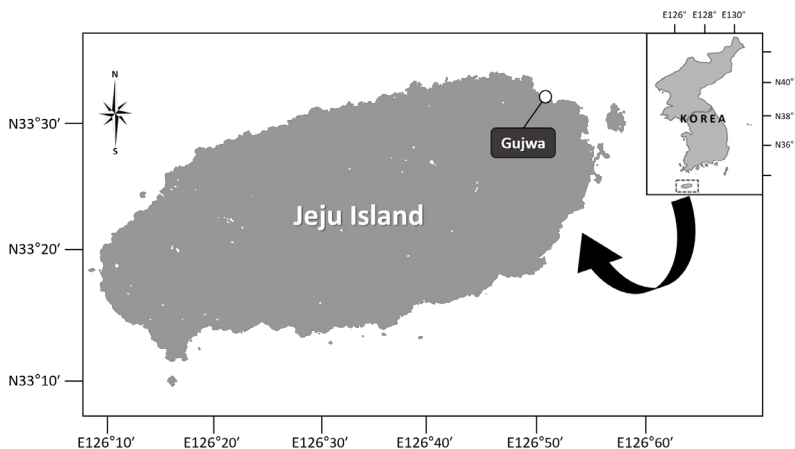 E126° E128° E130°
N
S
N40°
N38°
N36°
KOREA
N33°30′
N33°20′
N33°10′
Gujwa
Jeju Island
E126°10′ E126°20′ E126°30′ E126°40′ E126°50′ E126°60′